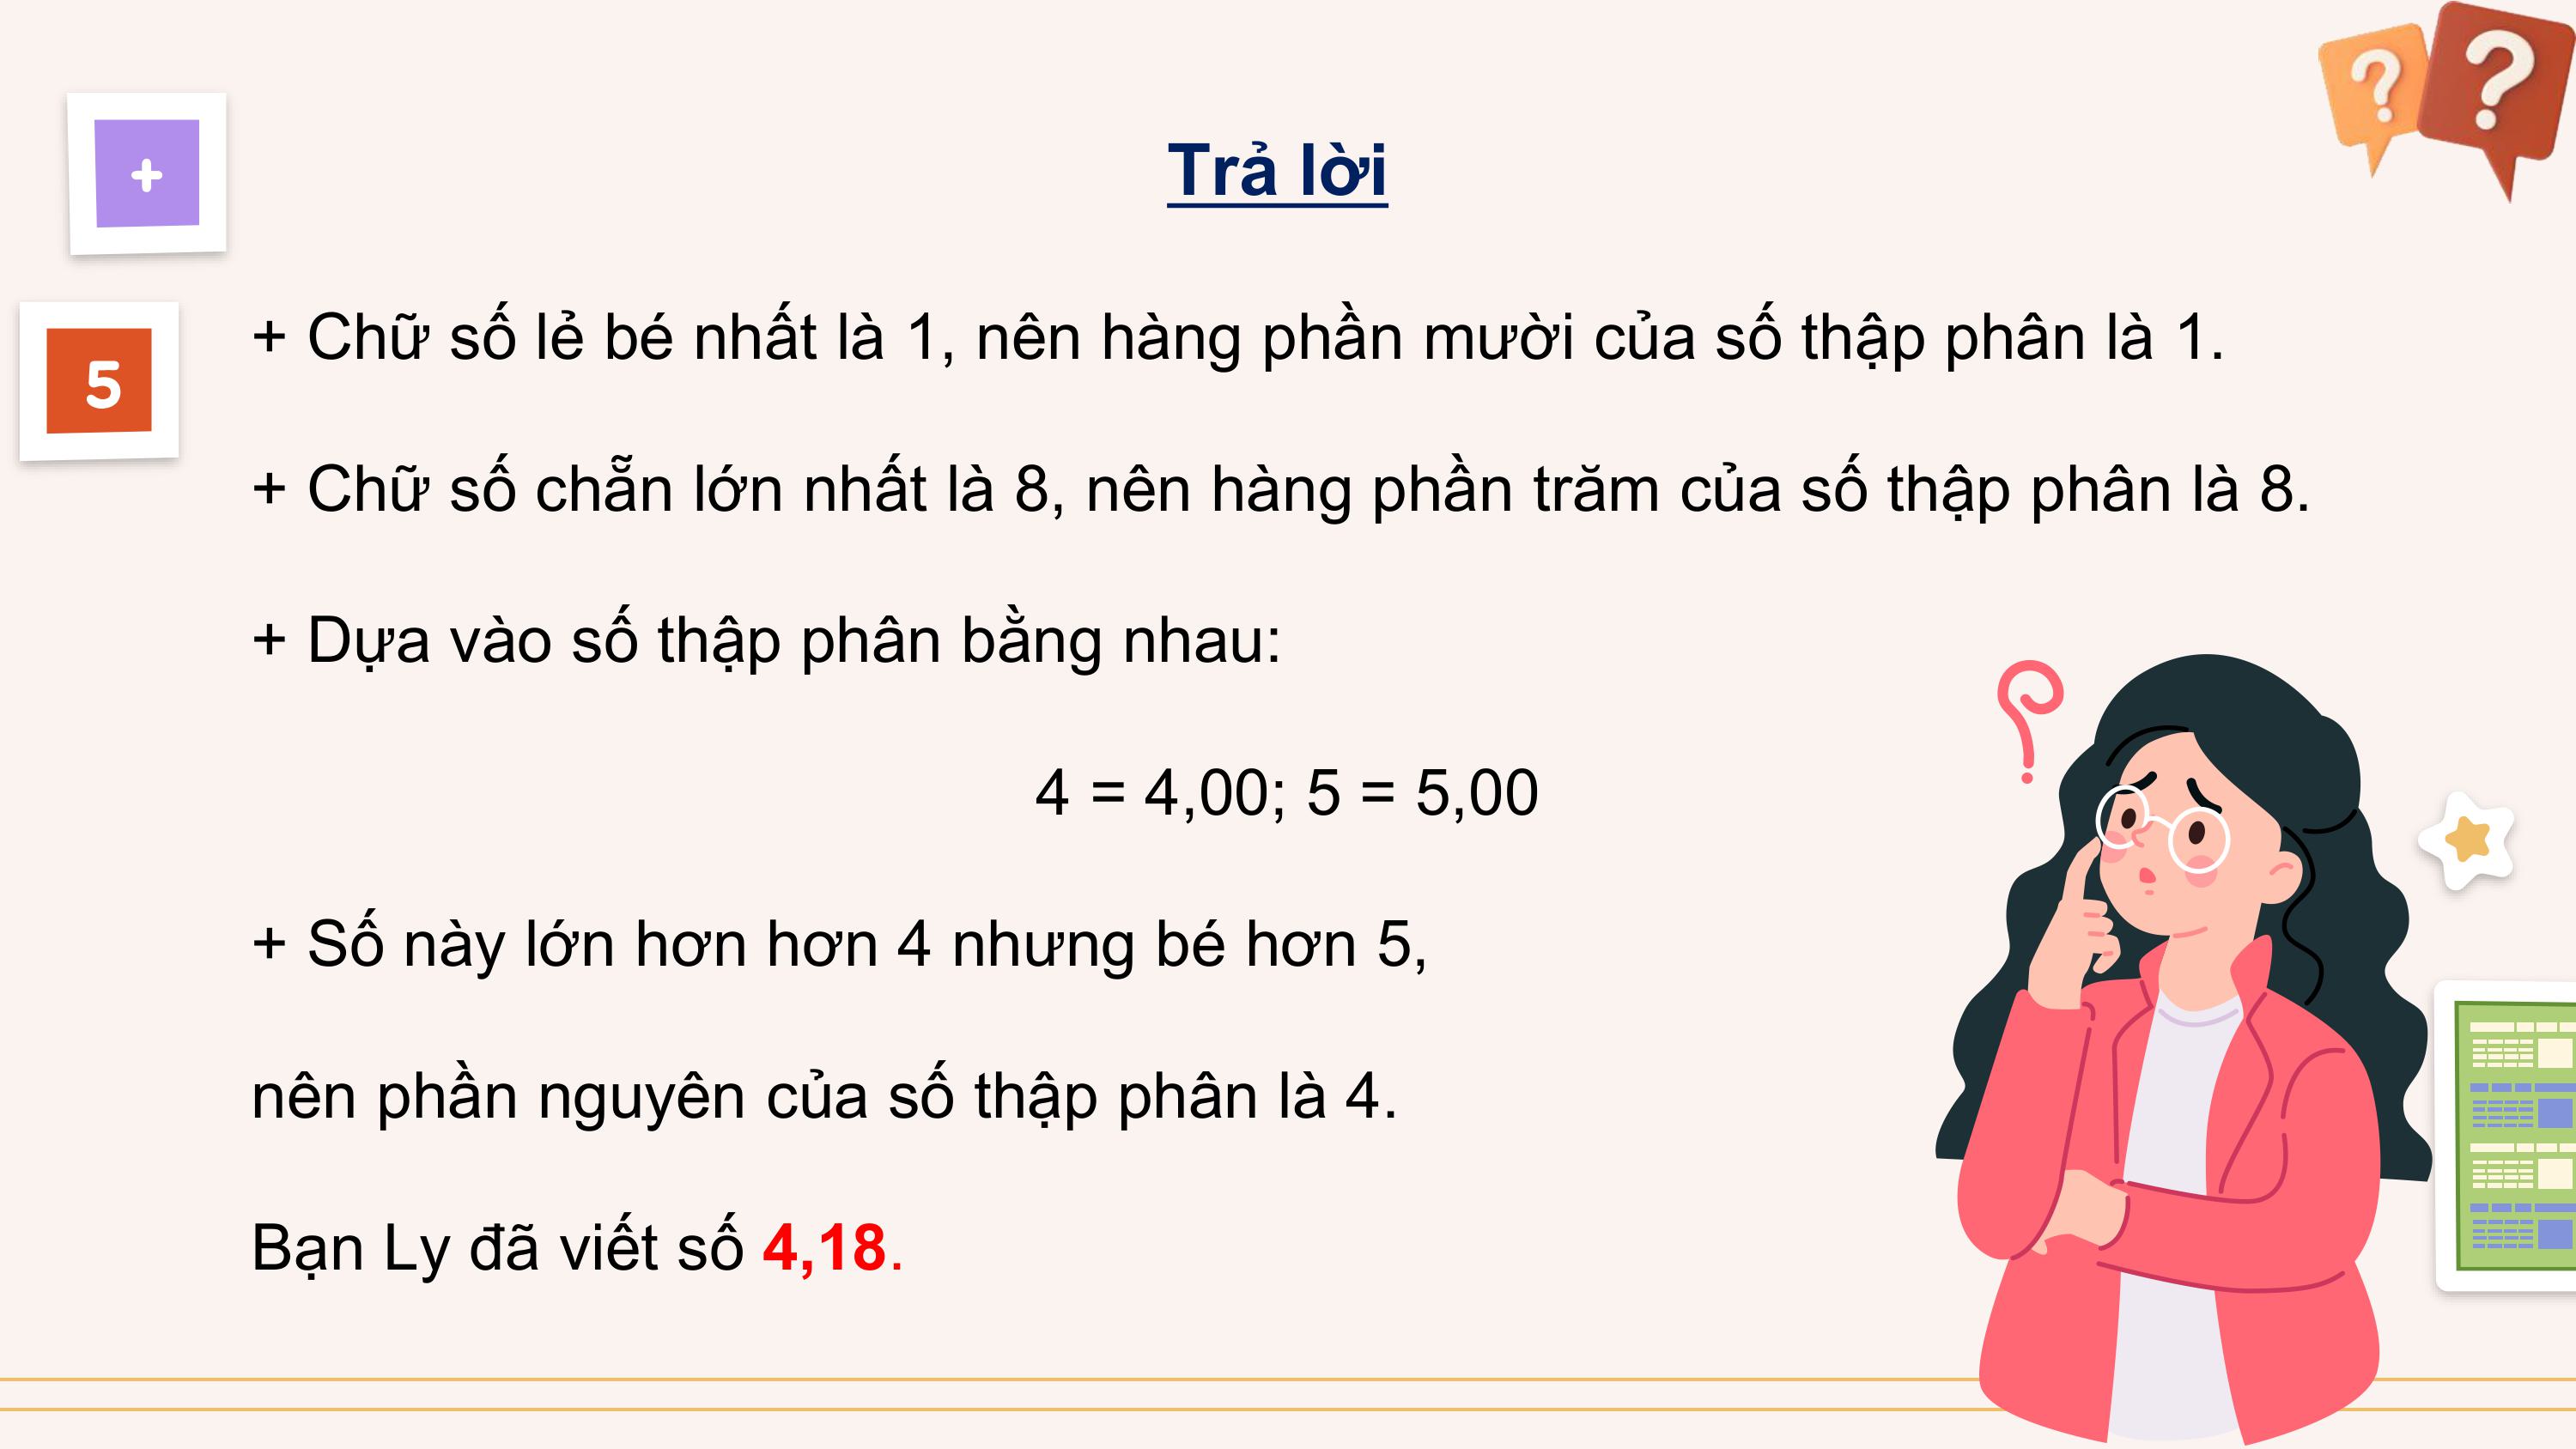 Trả lời
+
5
+ Chữ số lẻ bé nhất là 1, nên hàng phần mười của số thập phân là 1.
+ Chữ số chẵn lớn nhất là 8, nên hàng phần trăm của số thập phân là 8.
+ Dựa vào số thập phân bằng nhau:
4 = 4,00; 5 = 5,00
+ Số này lớn hơn hơn 4 nhưng bé hơn 5,
nên phần nguyên của số thập phân là 4.
Bạn Ly đã viết số 4,18.
? ?